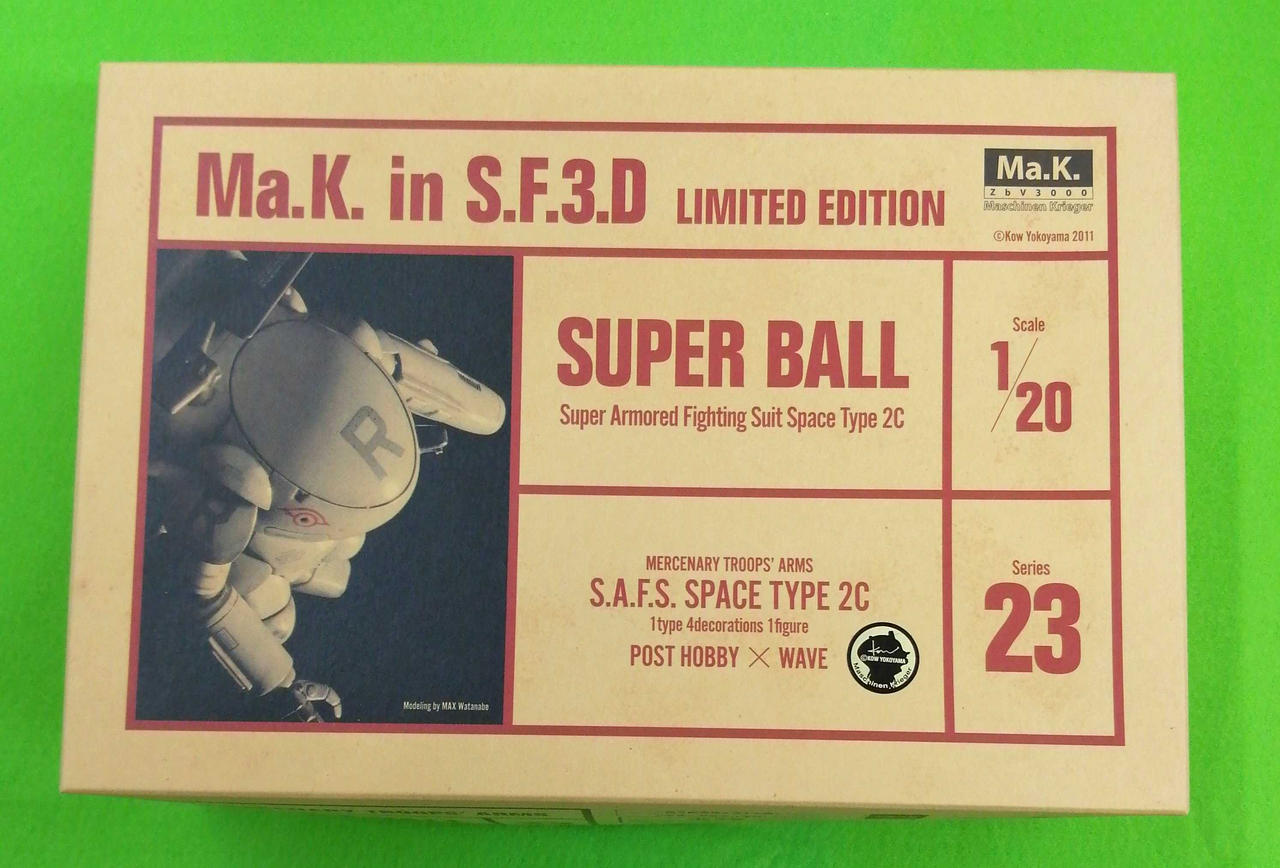 Ma.K. in S.F.3.D LIMITED EDITION
Ma.K.
ZbV3000
Maschinen Krieger
©Kow Yokoyama 2011
R
Modeling by MAX Watanabe
SUPER BALL
Super Armored Fighting Suit Space Type 2C
Scale
1/20
MERCENARY TROOPS' ARMS
S.A.F.S. SPACE TYPE 2C
1type 4decorations 1figure
POST HOBBY × WAVE
©KOW YOKOYAMA
Maschinen Krieger
Series
23
TROOPS' ARMS